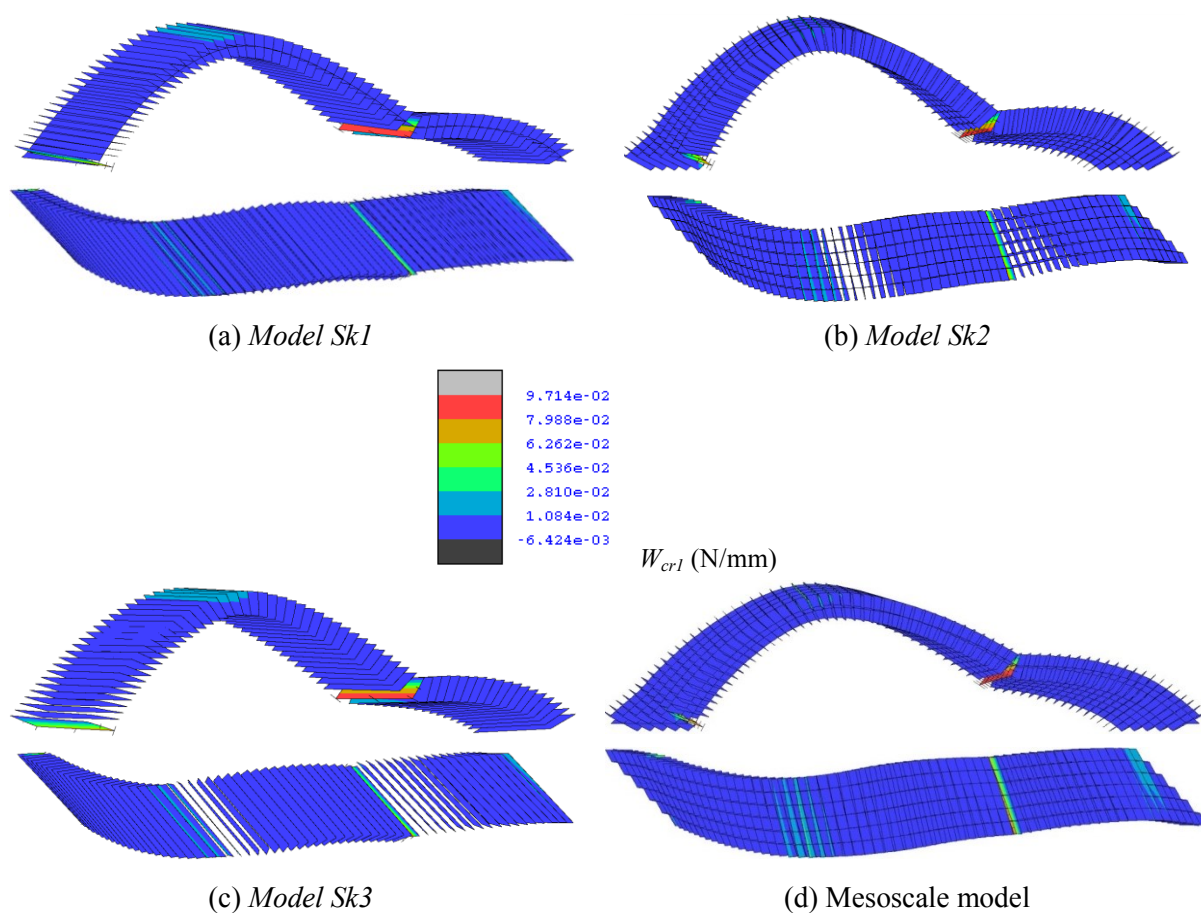 (a) Model Sk1
(b) Model Sk2
9.714e-02
7.988e-02
6.262e-02
4.536e-02
2.810e-02
1.084e-02
-6.424e-03
Wcr1 (N/mm)
(c) Model Sk3
(d) Mesoscale model